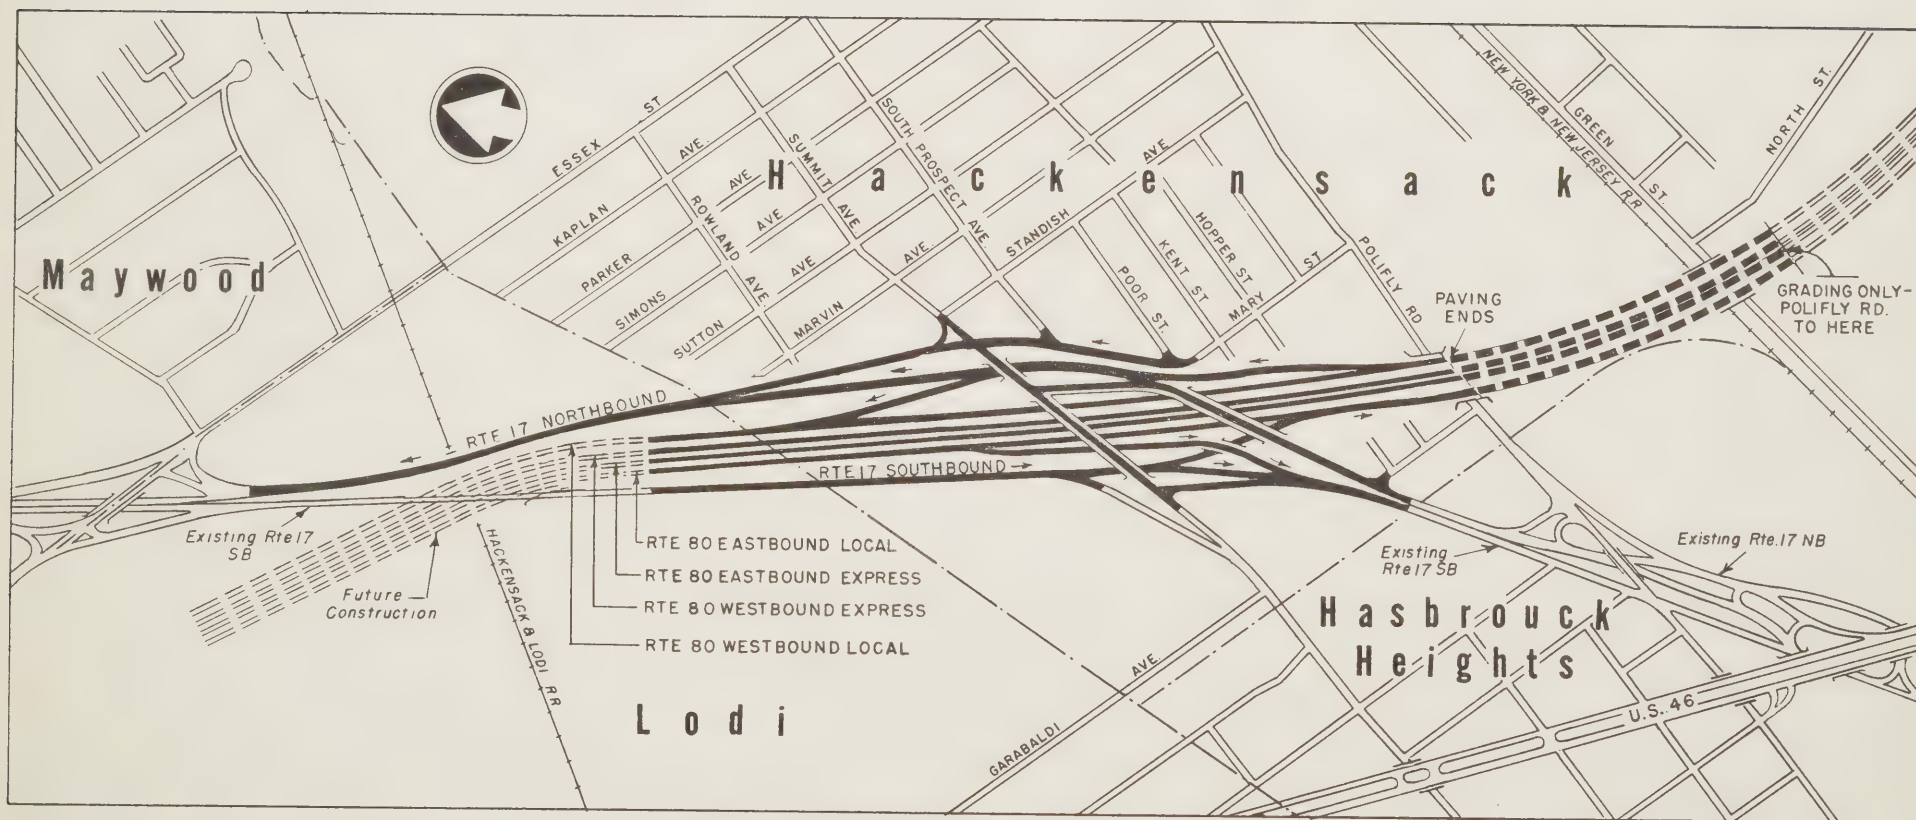 Maywood
Hackensack
ESSEX ST
KAPLAN AVE.
PARKER AVE
SIMONS AVE
SUTTON AVE
MARVIN AVE.
ROWLAND AVE.
SUMMIT AVE.
SOUTH PROSPECT AVE.
STANDISH AVE
POOR ST.
KENT ST
HOPPER ST
MARY ST
POLIFLY RD
NEW YORK & NEW JERSEY R.R
GREEN ST.
NORTH ST.
PAVING
ENDS
GRADING ONLY-
POLIFLY RD.
TO HERE
RTE 17 NORTHBOUND
RTE 17 SOUTHBOUND
Existing Rte 17
SB
Future
Construction
HACKENSACK & LODI RR
RTE 80 EASTBOUND LOCAL
RTE 80 EASTBOUND EXPRESS
RTE 80 WESTBOUND EXPRESS
RTE 80 WESTBOUND LOCAL
Existing
Rte 17 SB
Existing Rte. 17 NB
Hasbrouck
Heights
Lodi
GARABALDI AVE.
U.S. 46